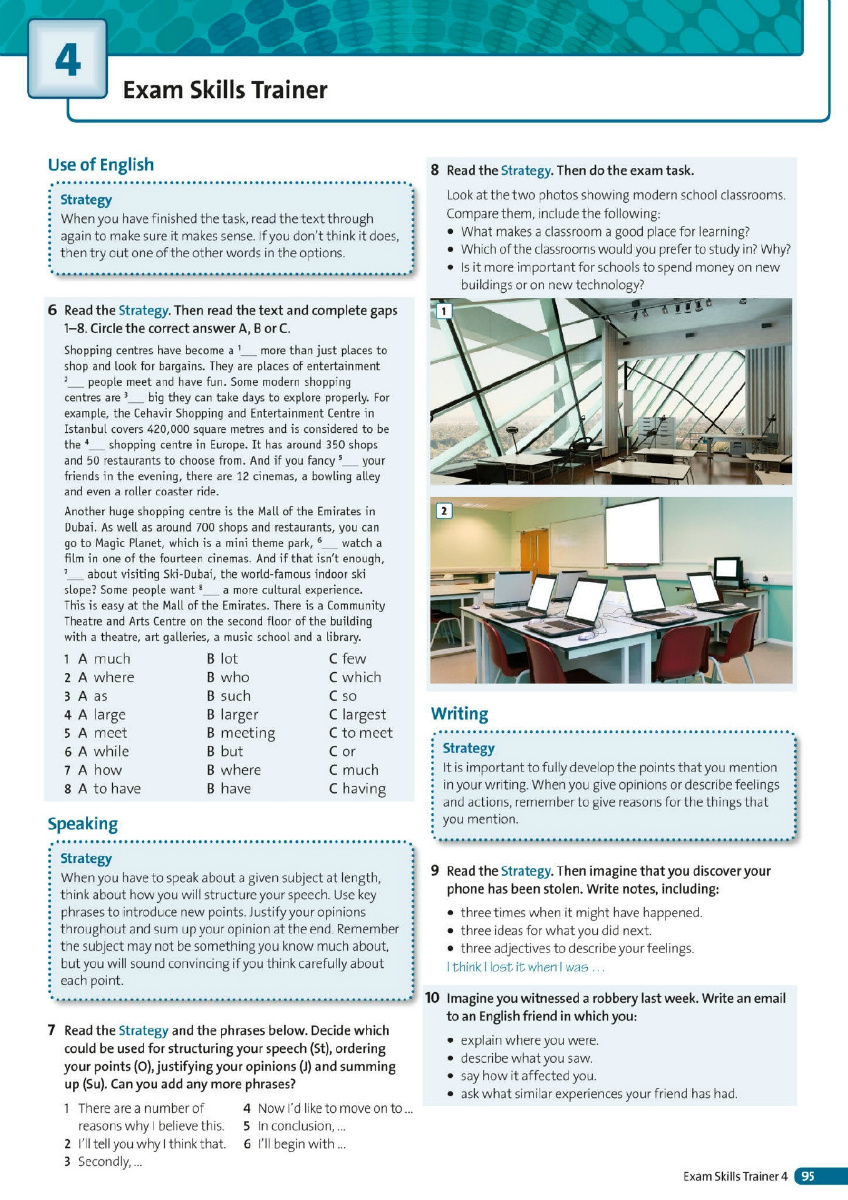 4
Exam Skills Trainer
Use of English
Strategy
When you have finished the task, read the text through
again to make sure it makes sense. If you don't think it does,
then try out one of the other words in the options.
6 Read the Strategy. Then read the text and complete gaps
1–8. Circle the correct answer A, B or C.
Shopping centres have become a ¹__ more than just places to
shop and look for bargains. They are places of entertainment
²__ people meet and have fun. Some modern shopping
centres are ³__ big they can take days to explore properly. For
example, the Cehavir Shopping and Entertainment Centre in
Istanbul covers 420,000 square metres and is considered to be
the ⁴__ shopping centre in Europe. It has around 350 shops
and 50 restaurants to choose from. And if you fancy ⁵__ your
friends in the evening, there are 12 cinemas, a bowling alley
and even a roller coaster ride.
Another huge shopping centre is the Mall of the Emirates in
Dubai. As well as around 700 shops and restaurants, you can
go to Magic Planet, which is a mini theme park, ⁶__ watch a
film in one of the fourteen cinemas. And if that isn't enough,
⁷__ about visiting Ski-Dubai, the world-famous indoor ski
slope? Some people want ⁸__ a more cultural experience.
This is easy at the Mall of the Emirates. There is a Community
Theatre and Arts Centre on the second floor of the building
with a theatre, art galleries, a music school and a library.
1 A much B lot C few
2 A where B who C which
3 A as B such C so
4 A large B larger C largest
5 A meet B meeting C to meet
6 A while B but C or
7 A how B where C much
8 A to have B have C having
Speaking
Strategy
When you have to speak about a given subject at length,
think about how you will structure your speech. Use key
phrases to introduce new points. Justify your opinions
throughout and sum up your opinion at the end. Remember
the subject may not be something you know much about,
but you will sound convincing if you think carefully about
each point.
7 Read the Strategy and the phrases below. Decide which
could be used for structuring your speech (St), ordering
your points (O), justifying your opinions (J) and summing
up (Su). Can you add any more phrases?
1 There are a number of
reasons why I believe this.
2 I'll tell you why I think that.
3 Secondly, ...
4 Now I'd like to move on to ...
5 In conclusion, ...
6 I'll begin with ...
8 Read the Strategy. Then do the exam task.
Look at the two photos showing modern school classrooms.
Compare them, include the following:
• What makes a classroom a good place for learning?
• Which of the classrooms would you prefer to study in? Why?
• Is it more important for schools to spend money on new
buildings or on new technology?
1
2
Writing
Strategy
It is important to fully develop the points that you mention
in your writing. When you give opinions or describe feelings
and actions, remember to give reasons for the things that
you mention.
9 Read the Strategy. Then imagine that you discover your
phone has been stolen. Write notes, including:
• three times when it might have happened.
• three ideas for what you did next.
• three adjectives to describe your feelings.
I think I lost it when I was ...
10 Imagine you witnessed a robbery last week. Write an email
to an English friend in which you:
• explain where you were.
• describe what you saw.
• say how it affected you.
• ask what similar experiences your friend has had.
Exam Skills Trainer 4 95